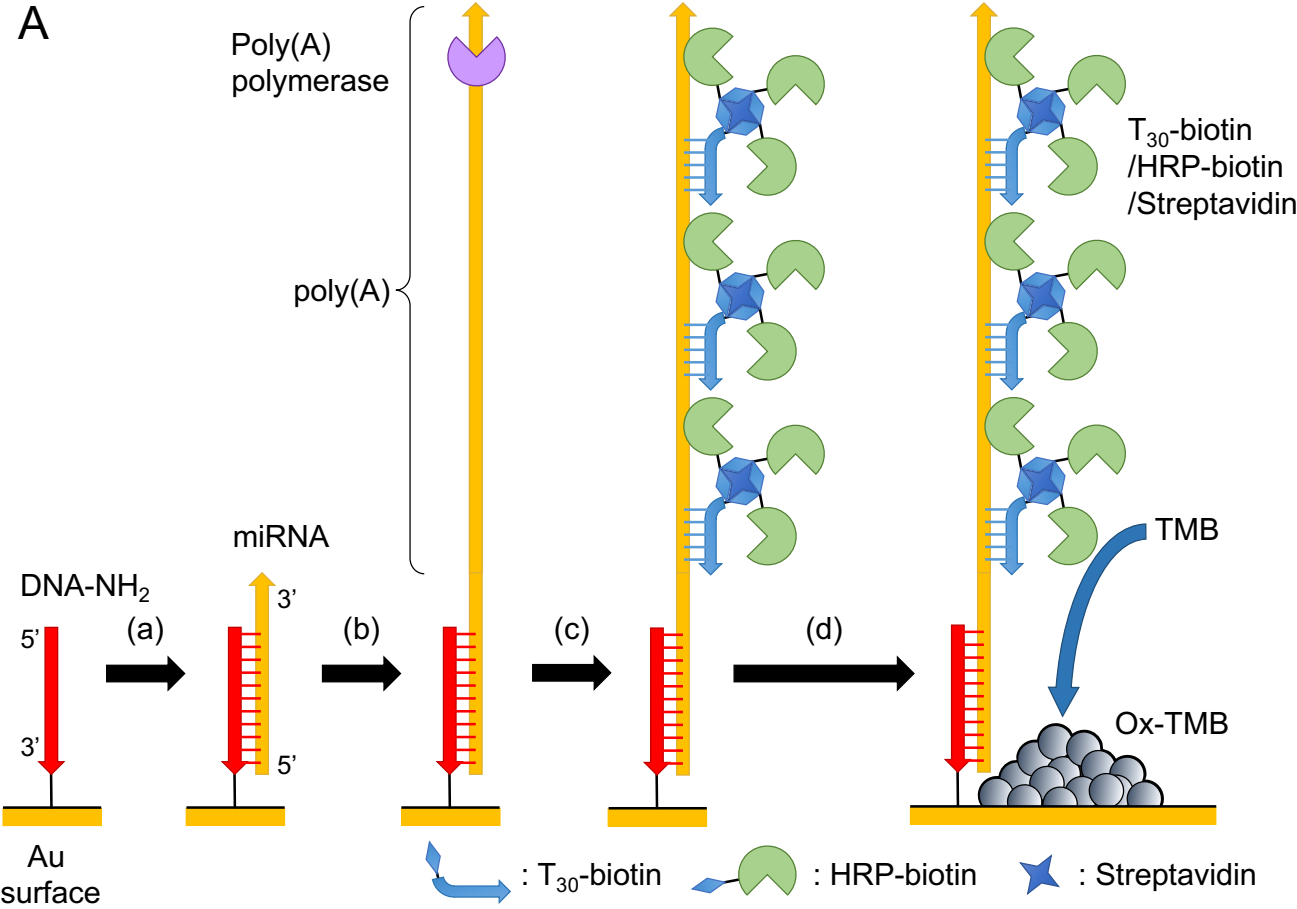 A
Poly(A)
polymerase
T30-biotin
/HRP-biotin
/Streptavidin
poly(A)
miRNA
TMB
DNA-NH2
3’
5’
(a)
(b)
(c)
(d)
3’
5’
Ox-TMB
Au
surface
: T30-biotin
: HRP-biotin
: Streptavidin